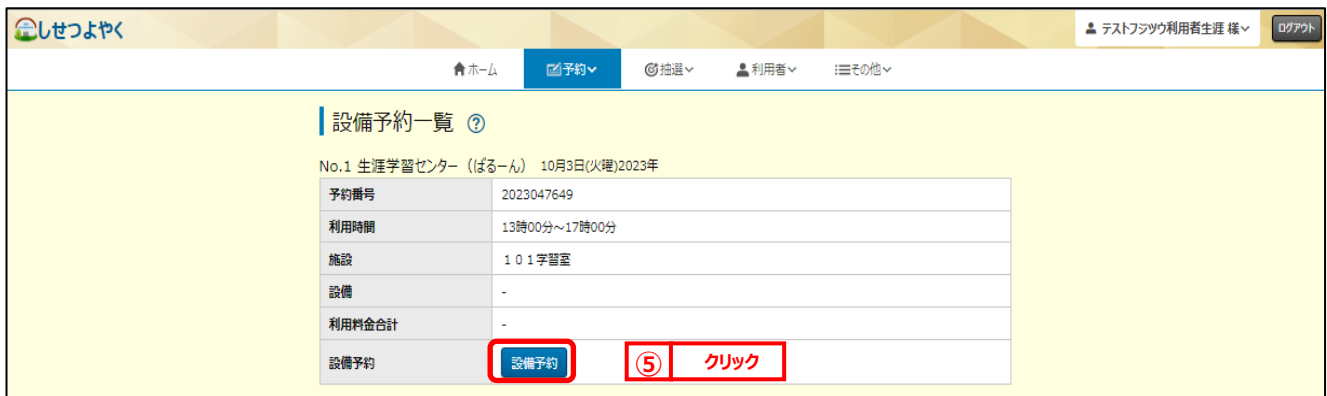 しせつよやく
テストフジツウ利用者生涯 様
ログアウト
ホーム 予約 抽選 利用者 その他
設備予約一覧 ?
No.1 生涯学習センター（ばるーん） 10月3日(火曜)2023年
予約番号 2023047649
利用時間 13時00分～17時00分
施設 １０１学習室
設備 -
利用料金合計 -
設備予約 設備予約 ⑤ クリック